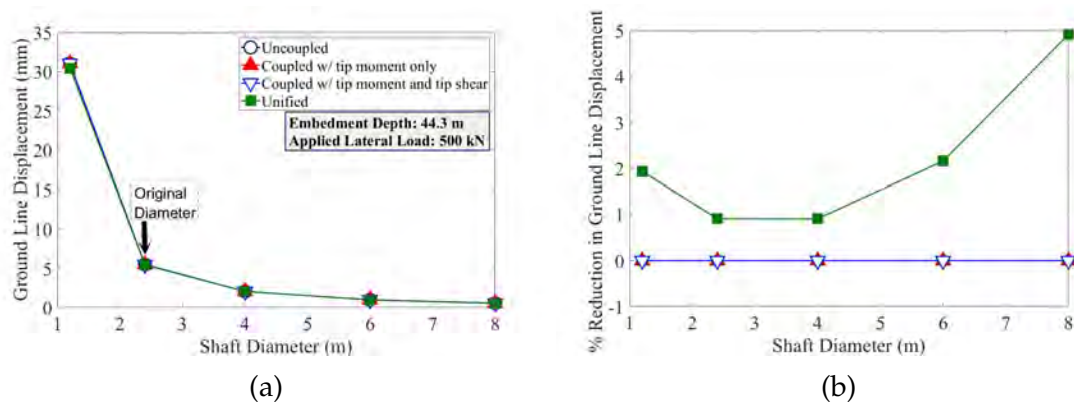 35
30
25
20
15
10
5
0
Ground Line Displacement (mm)
Uncoupled
Coupled w/ tip moment only
Coupled w/ tip moment and tip shear
Unified
Embedment Depth: 44.3 m
Applied Lateral Load: 500 kN
Original
Diameter
1 2 3 4 5 6 7 8
Shaft Diameter (m)
(a)
5
4
3
2
1
0
-1
% Reduction in Ground Line Displacement
1 2 3 4 5 6 7 8
Shaft Diameter (m)
(b)